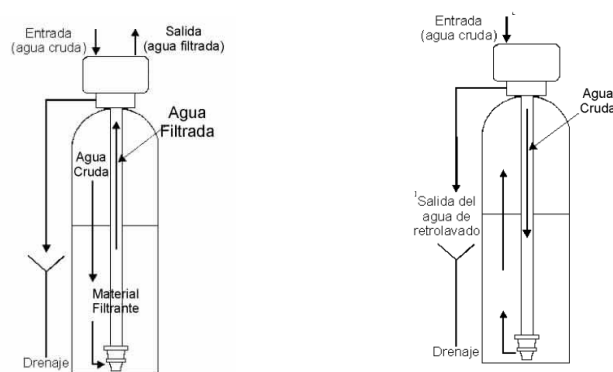 Entrada
(agua cruda)
Salida
(agua filtrada)
Agua
Filtrada
Agua
Cruda
Material
Filtrante
Drenaje
Entrada
(agua cruda)
Agua
Cruda
Salida del
agua de
retrolavado
Drenaje